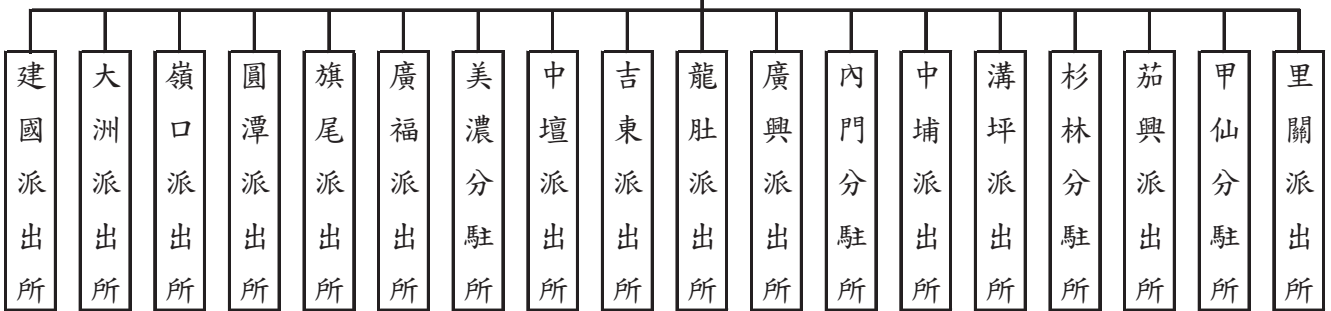 建國派出所
大洲派出所
嶺口派出所
圓潭派出所
旗尾派出所
廣福派出所
美濃分駐所
中壇派出所
吉東派出所
龍肚派出所
廣興派出所
內門分駐所
中埔派出所
溝坪派出所
杉林分駐所
茄興派出所
甲仙分駐所
里關派出所